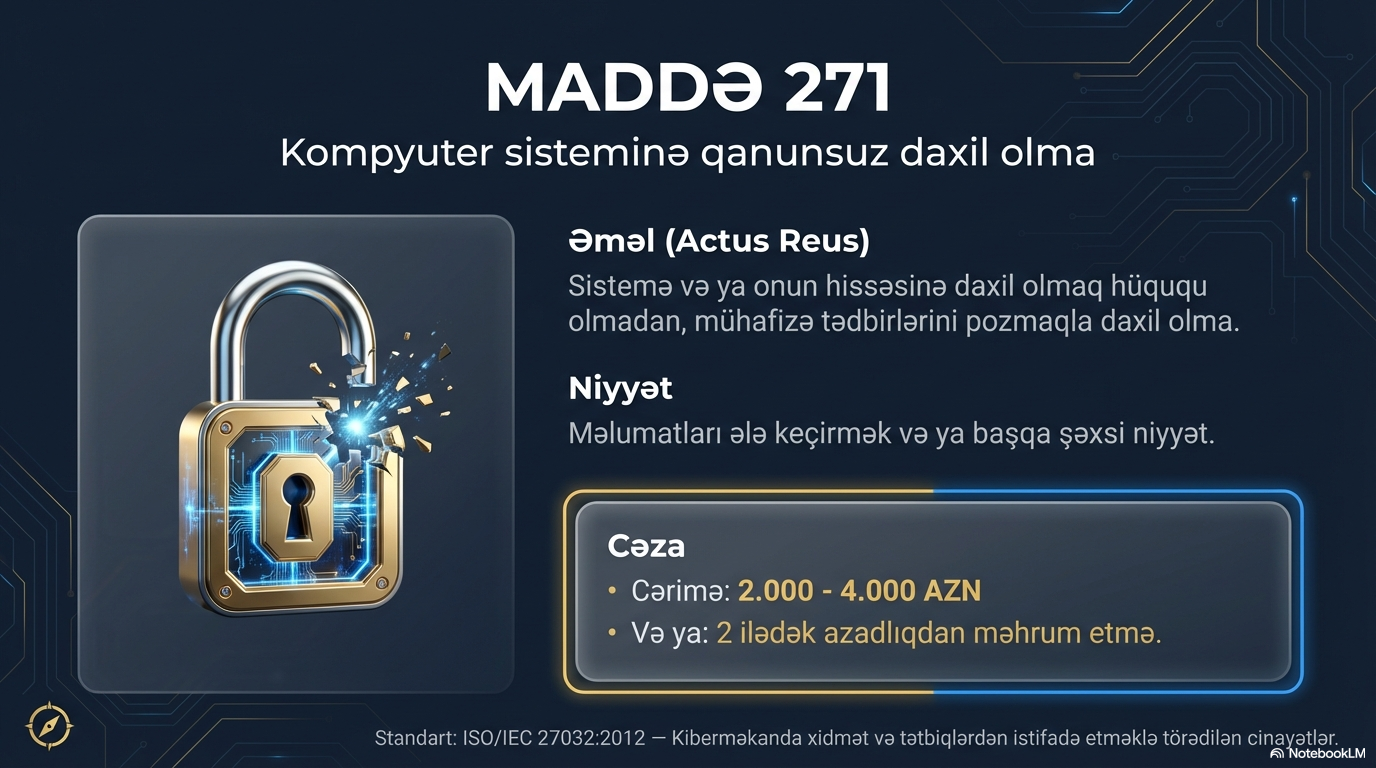 MADDƏ 271
Kompyuter sisteminə qanunsuz daxil olma
Əməl (Actus Reus)
Sistemə və ya onun hissəsinə daxil olmaq hüququ
olmadan, mühafizə tədbirlərini pozmaqla daxil olma.
Niyyət
Məlumatları ələ keçirmək və ya başqa şəxsi niyyət.
Cəza
• Cərimə: 2.000 - 4.000 AZN
• Və ya: 2 ilədək azadlıqdan məhrum etmə.
Standart: ISO/IEC 27032:2012 — Kiberməkanda xidmət və tətbiqlərdən istifadə etməklə törədilən cinayətlər.
NotebookLM